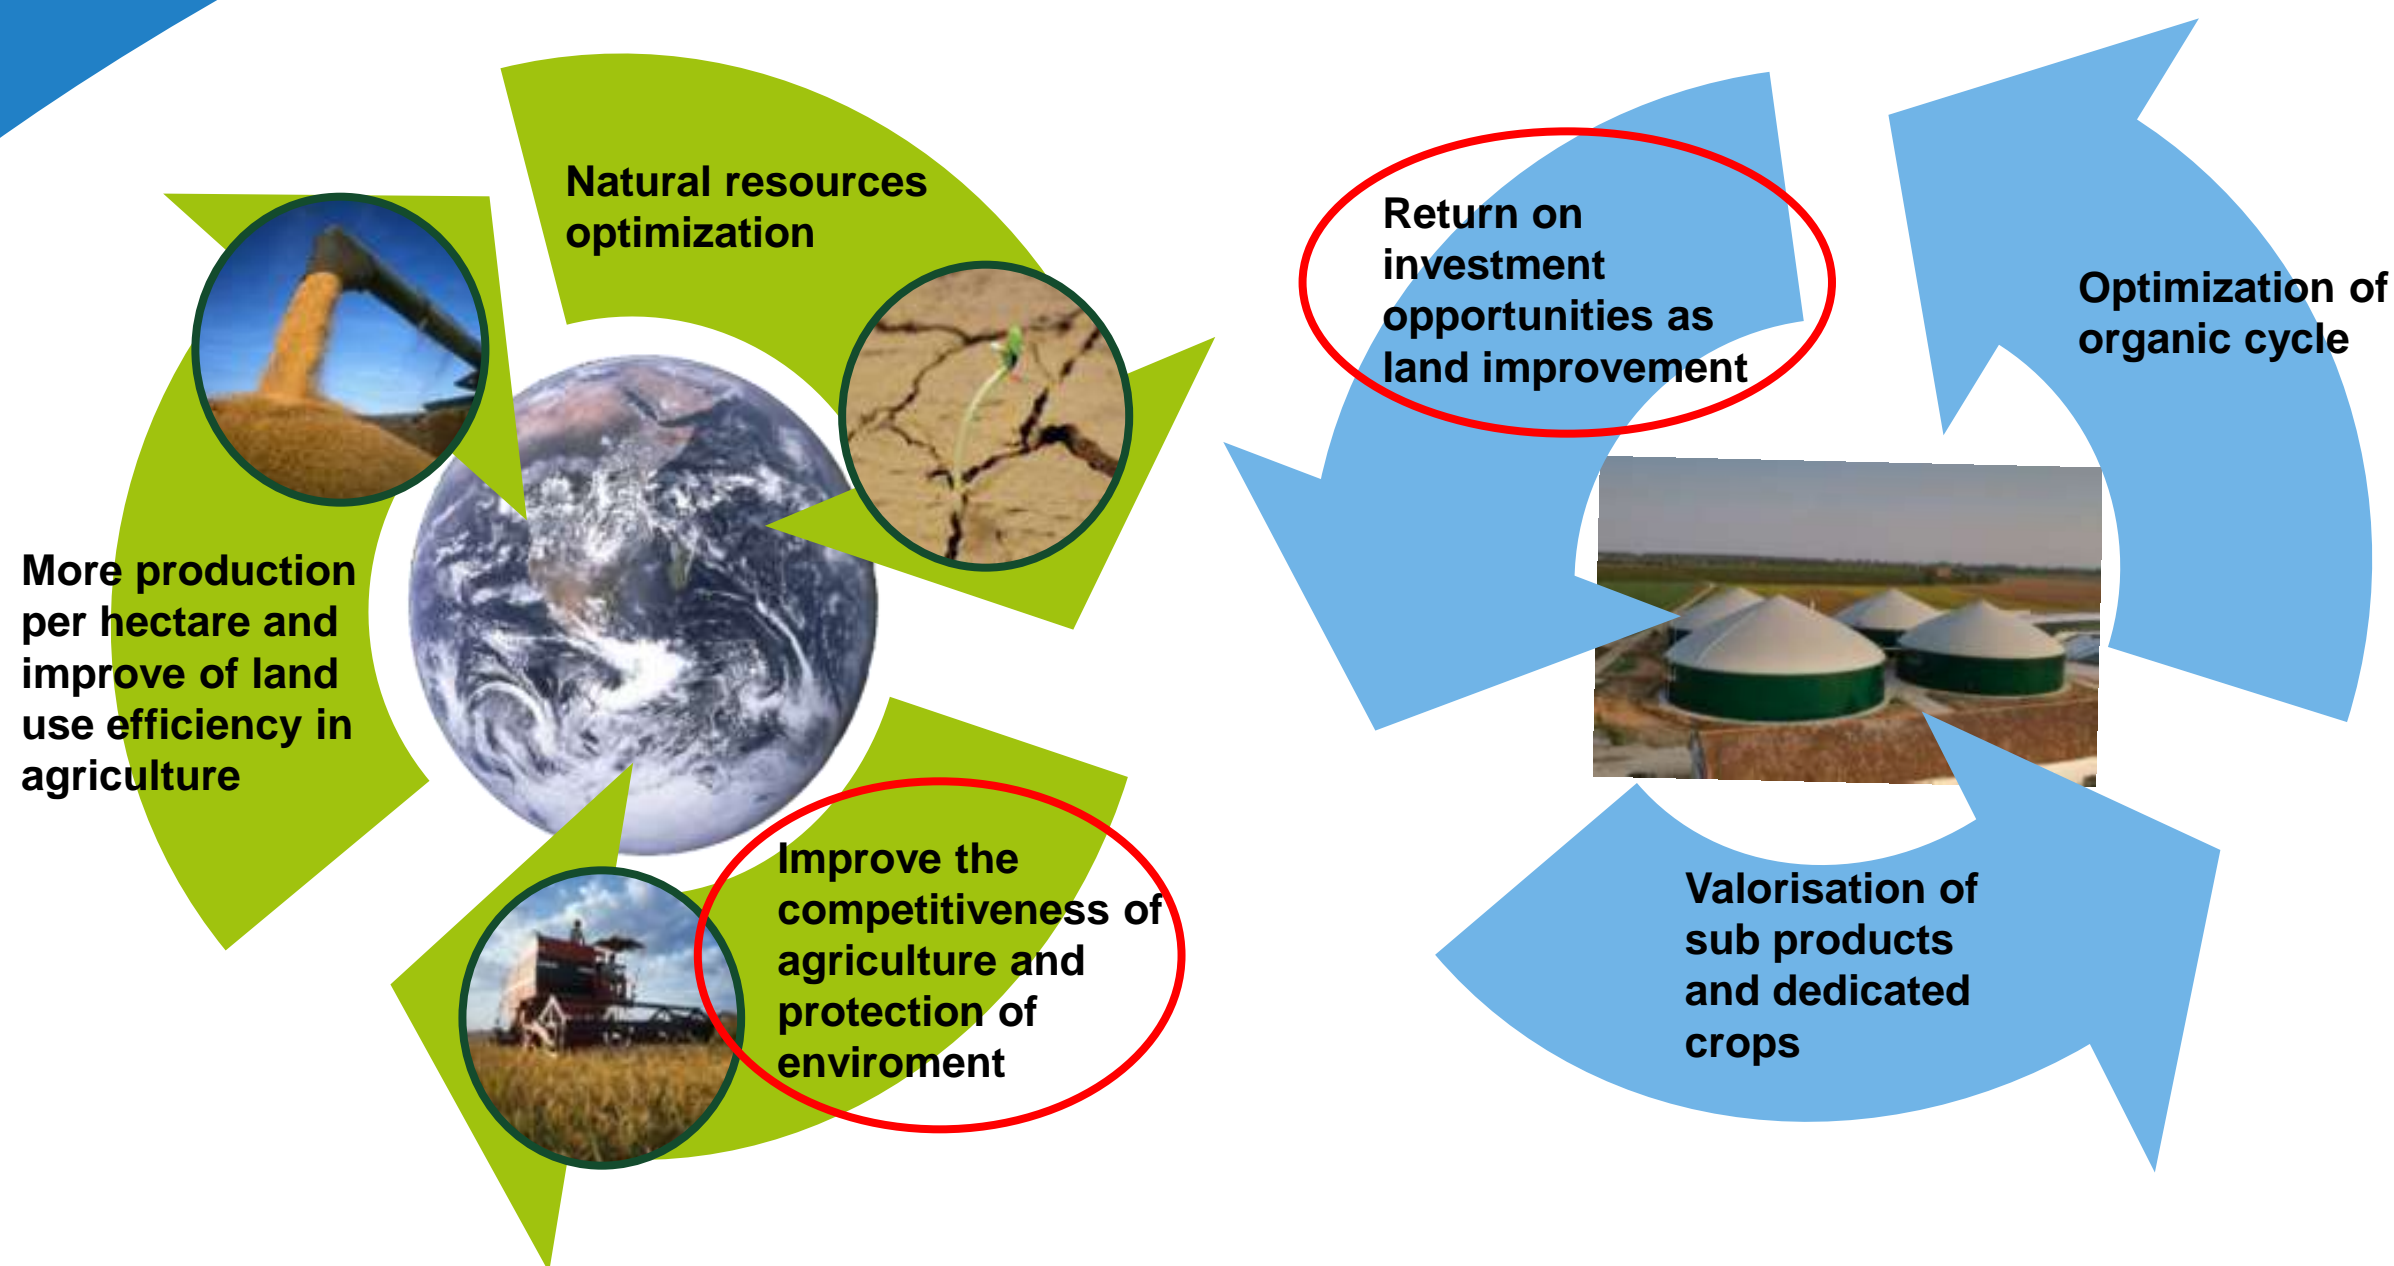 Natural resources
optimization
More production
per hectare and
improve of land
use efficiency in
agriculture
Improve the
competitiveness of
agriculture and
protection of
enviroment
Return on
investment
opportunities as
land improvement
Optimization of
organic cycle
Valorisation of
sub products
and dedicated
crops